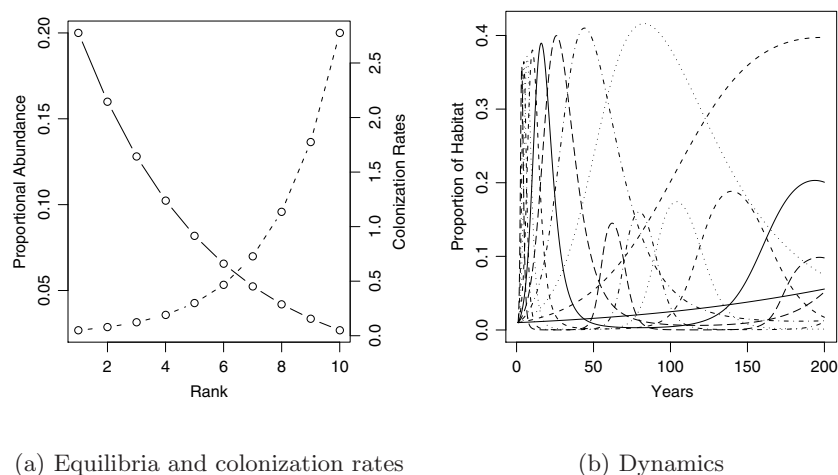 0.20
0.15
0.10
0.05
Proportional Abundance
2.5
2.0
1.5
1.0
0.5
0.0
Colonization Rates
2 4 6 8 10
Rank
0.4
0.3
0.2
0.1
0.0
Proportion of Habitat
0 50 100 150 200
Years
(a) Equilibria and colonization rates
(b) Dynamics